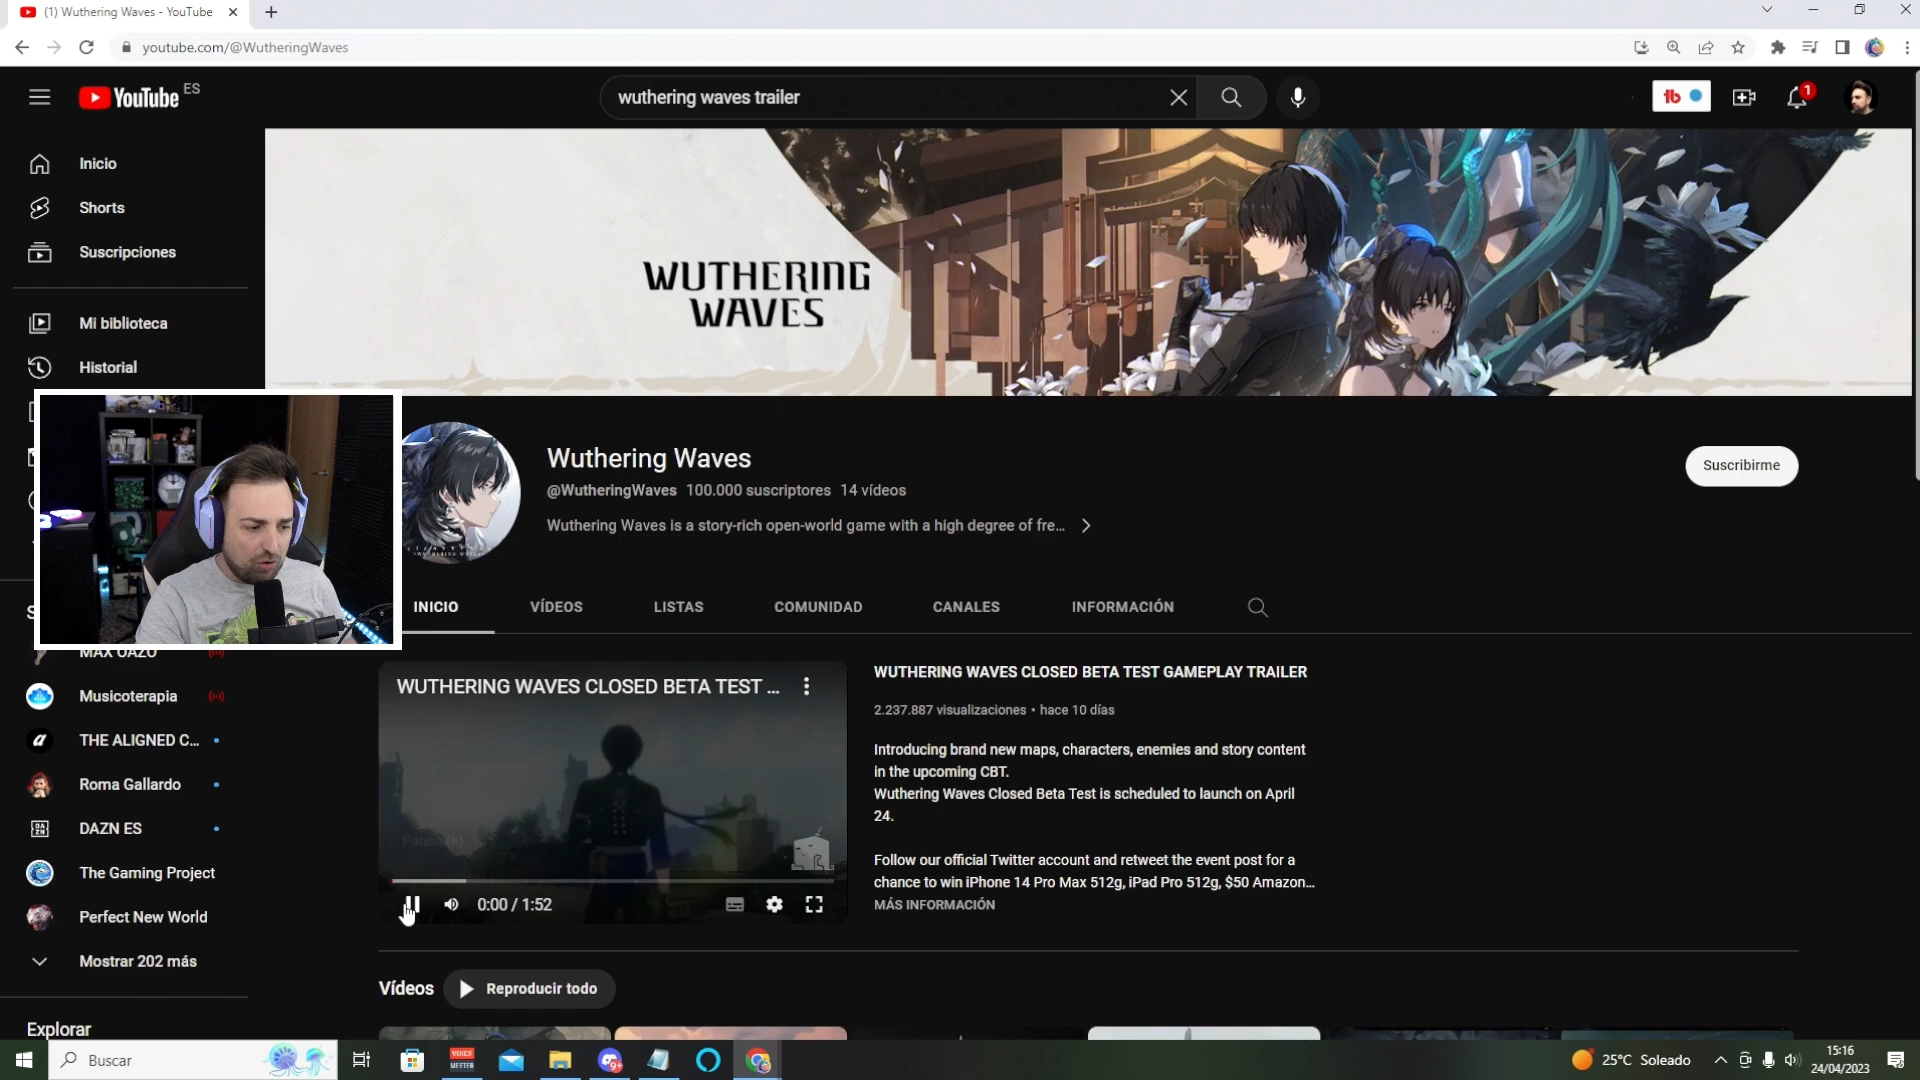 (1) Wuthering Waves - YouTube
youtube.com/@WutheringWaves
YouTube ES
wuthering waves trailer
tb
1
Inicio
Shorts
Suscripciones
Mi biblioteca
Historial
WUTHERING
WAVES
Wuthering Waves
@WutheringWaves 100.000 suscriptores 14 vídeos
Wuthering Waves is a story-rich open-world game with a high degree of fre...
Suscribirme
INICIO VÍDEOS LISTAS COMUNIDAD CANALES INFORMACIÓN
Musicoterapia
THE ALIGNED C...
Roma Gallardo
DAZN ES
The Gaming Project
Perfect New World
Mostrar 202 más
Explorar
WUTHERING WAVES CLOSED BETA TEST ...
Pausa (k)
0:00 / 1:52
WUTHERING WAVES CLOSED BETA TEST GAMEPLAY TRAILER
2.237.887 visualizaciones • hace 10 días
Introducing brand new maps, characters, enemies and story content
in the upcoming CBT.
Wuthering Waves Closed Beta Test is scheduled to launch on April
24.
Follow our official Twitter account and retweet the event post for a
chance to win iPhone 14 Pro Max 512g, iPad Pro 512g, $50 Amazon...
MÁS INFORMACIÓN
Vídeos
Reproducir todo
Buscar
VOICE
MEETER
9+
25°C Soleado
15:16
24/04/2023